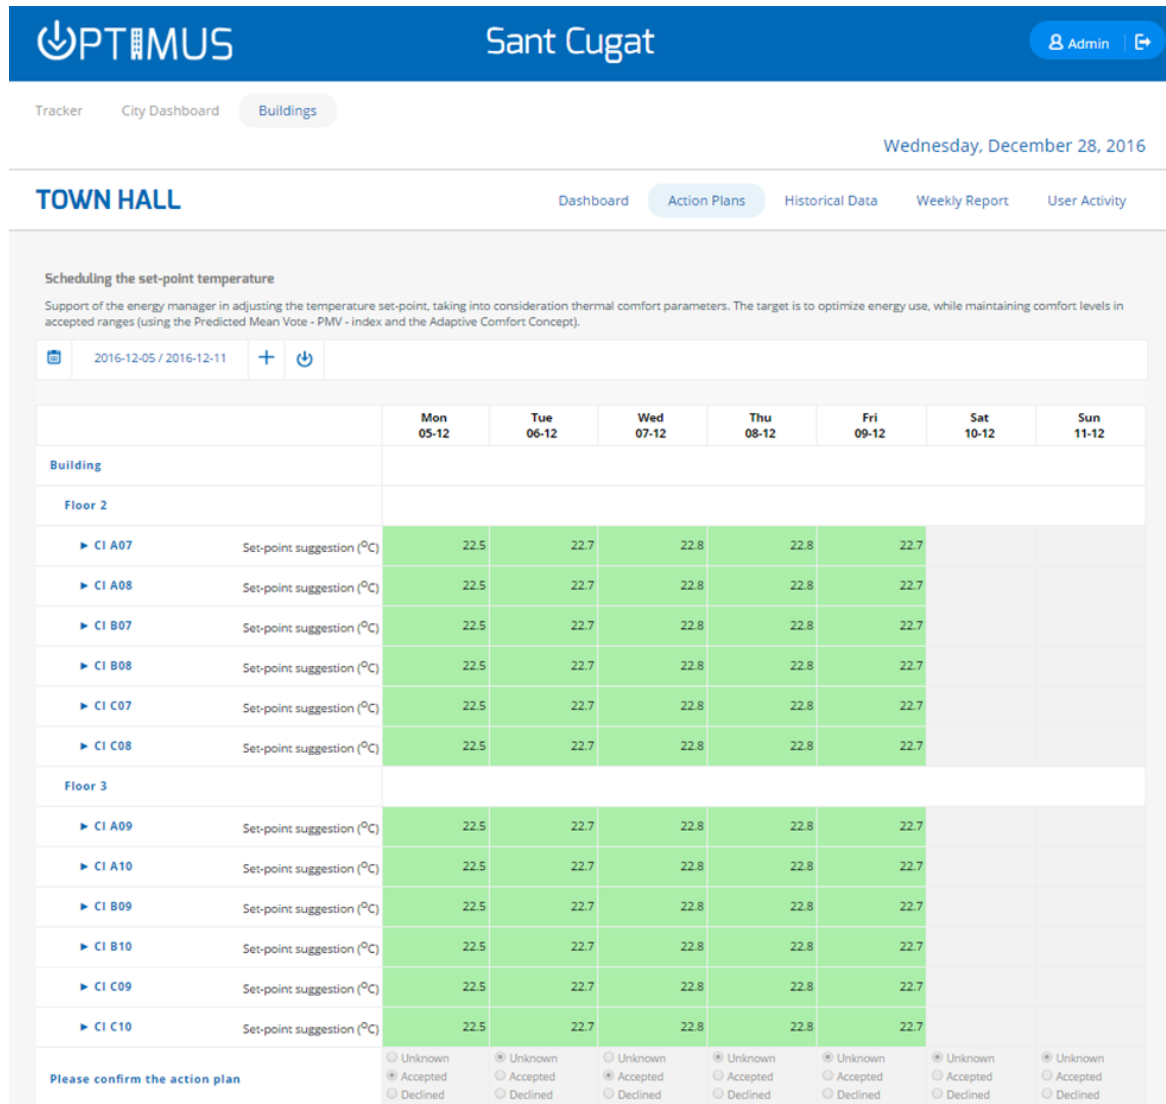 OPTIMUS
Sant Cugat
Admin
Tracker City Dashboard Buildings
Wednesday, December 28, 2016
TOWN HALL
Dashboard Action Plans Historical Data Weekly Report User Activity
Scheduling the set-point temperature
Support of the energy manager in adjusting the temperature set-point, taking into consideration thermal comfort parameters. The target is to optimize energy use, while maintaining comfort levels in
accepted ranges (using the Predicted Mean Vote - PMV - index and the Adaptive Comfort Concept).
2016-12-05 / 2016-12-11
Mon Tue Wed Thu Fri Sat Sun
05-12 06-12 07-12 08-12 09-12 10-12 11-12
Building
Floor 2
CI A07 Set-point suggestion (ºC) 22.5 22.7 22.8 22.8 22.7
CI A08 Set-point suggestion (ºC) 22.5 22.7 22.8 22.8 22.7
CI B07 Set-point suggestion (ºC) 22.5 22.7 22.8 22.8 22.7
CI B08 Set-point suggestion (ºC) 22.5 22.7 22.8 22.8 22.7
CI C07 Set-point suggestion (ºC) 22.5 22.7 22.8 22.8 22.7
CI C08 Set-point suggestion (ºC) 22.5 22.7 22.8 22.8 22.7
Floor 3
CI A09 Set-point suggestion (ºC) 22.5 22.7 22.8 22.8 22.7
CI A10 Set-point suggestion (ºC) 22.5 22.7 22.8 22.8 22.7
CI B09 Set-point suggestion (ºC) 22.5 22.7 22.8 22.8 22.7
CI B10 Set-point suggestion (ºC) 22.5 22.7 22.8 22.8 22.7
CI C09 Set-point suggestion (ºC) 22.5 22.7 22.8 22.8 22.7
CI C10 Set-point suggestion (ºC) 22.5 22.7 22.8 22.8 22.7
Unknown Unknown Unknown Unknown Unknown Unknown Unknown
Please confirm the action plan Accepted Accepted Accepted Accepted Accepted Accepted Accepted
Declined Declined Declined Declined Declined Declined Declined